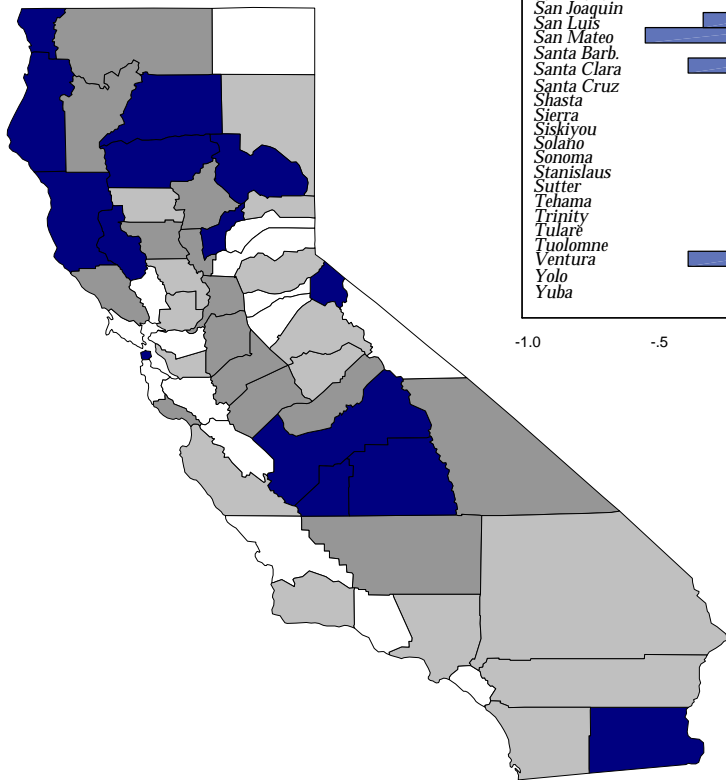 San Joaquin
San Luis
San Mateo
Santa Barb.
Santa Clara
Santa Cruz
Shasta
Sierra
Siskiyou
Solano
Sonoma
Stanislaus
Sutter
Tehama
Trinity
Tulare
Tuolomne
Ventura
Yolo
Yuba
-1.0 -.5